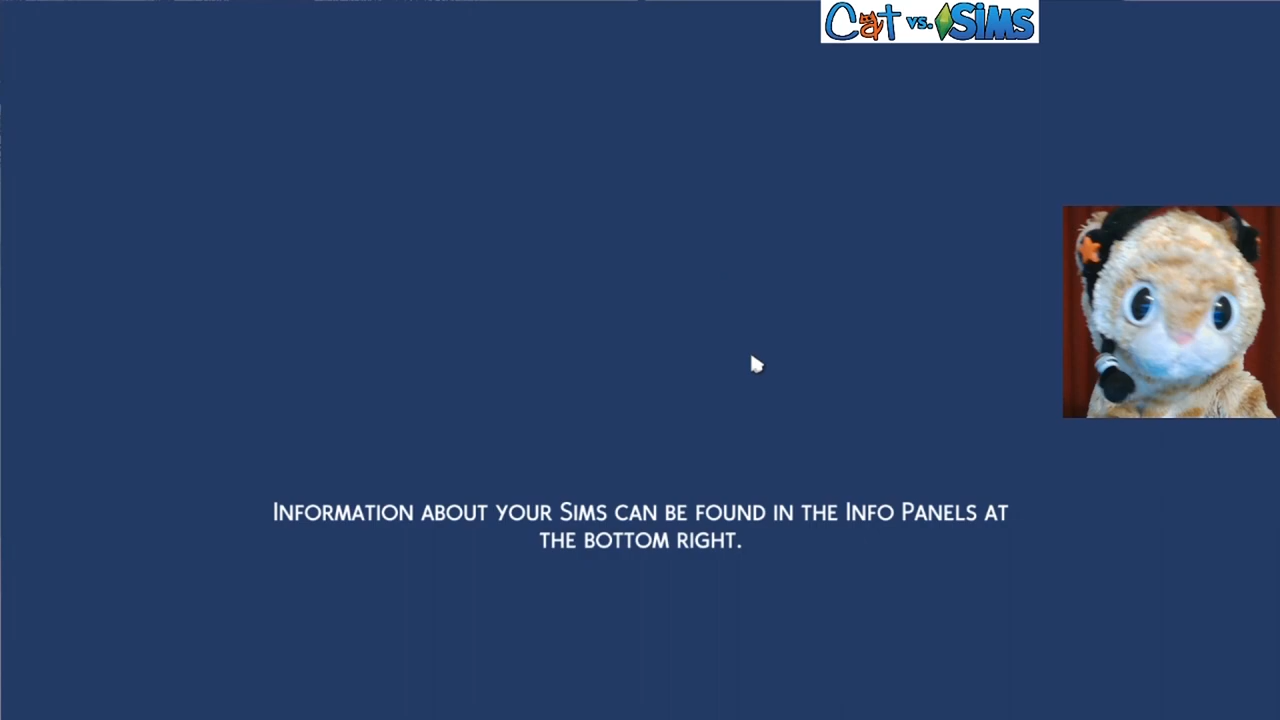 Cat vs. SiMS
INFORMATION ABOUT YOUR SIMS CAN BE FOUND IN THE INFO PANELS AT
THE BOTTOM RIGHT.